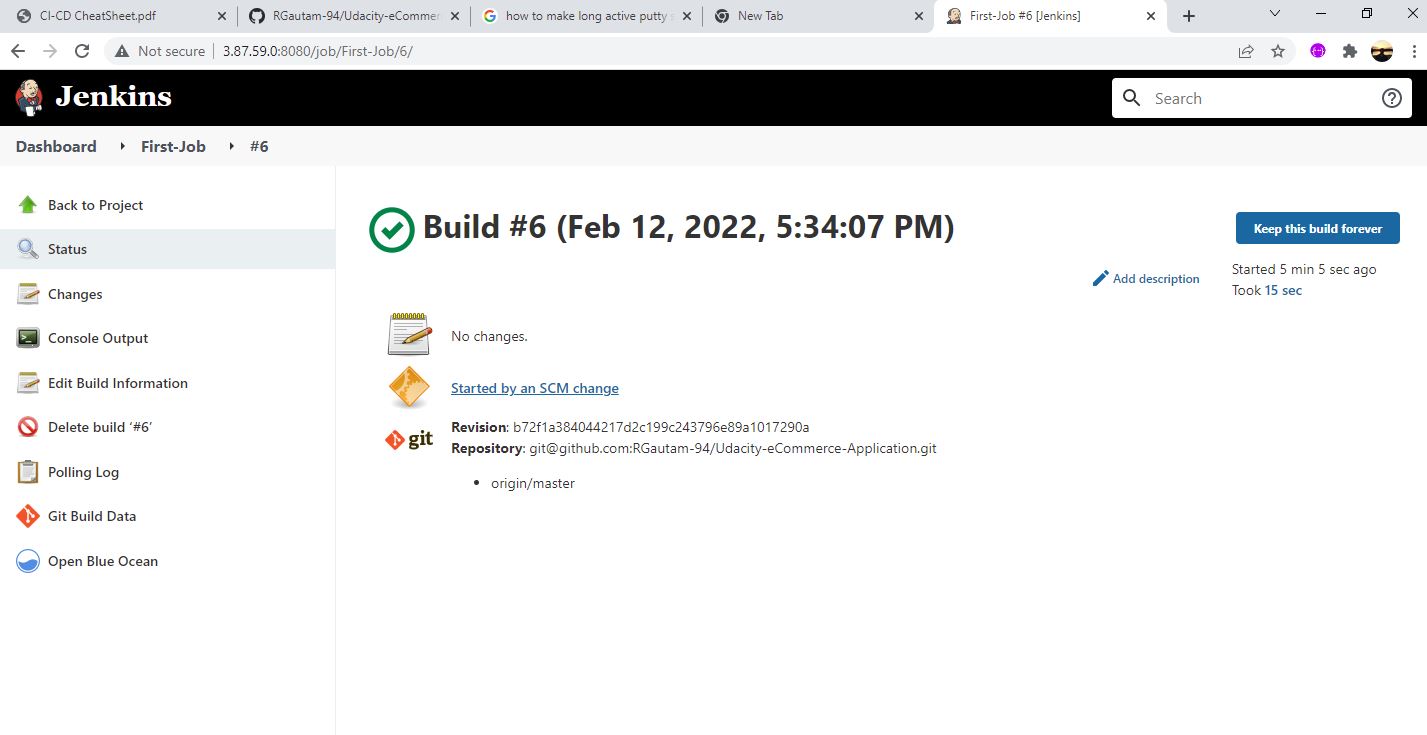 CI-CD CheatSheet.pdf
RGautam-94/Udacity-eCommer
how to make long active putty s
New Tab
First-Job #6 [Jenkins]
Not secure
3.87.59.0:8080/job/First-Job/6/
Jenkins
Search
Dashboard
First-Job
#6
Back to Project
Status
Changes
Console Output
Edit Build Information
Delete build ‘#6’
Polling Log
Git Build Data
Open Blue Ocean
Build #6 (Feb 12, 2022, 5:34:07 PM)
Keep this build forever
Add description
Started 5 min 5 sec ago
Took 15 sec
No changes.
Started by an SCM change
git
Revision: b72f1a384044217d2c199c243796e89a1017290a
Repository: git@github.com:RGautam-94/Udacity-eCommerce-Application.git
• origin/master